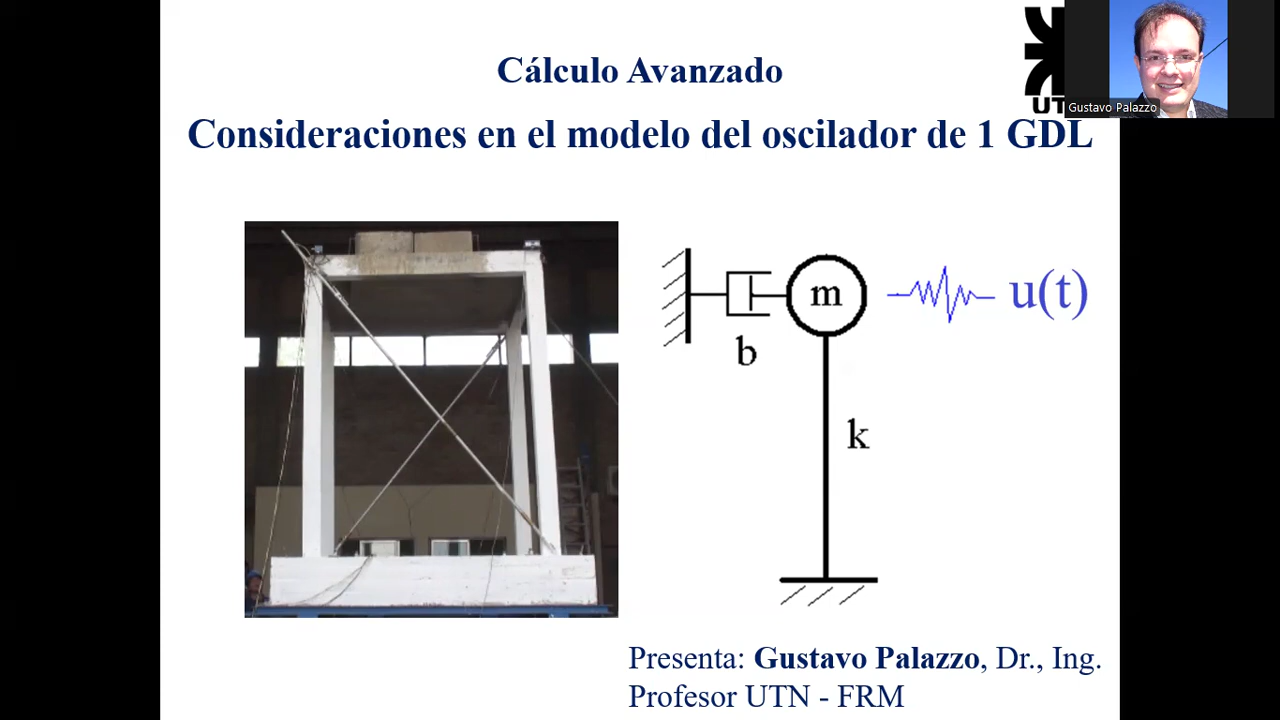 Cálculo Avanzado
UT
Gustavo Palazzo
Consideraciones en el modelo del oscilador de 1 GDL
m
u(t)
b
k
Presenta: Gustavo Palazzo, Dr., Ing.
Profesor UTN - FRM